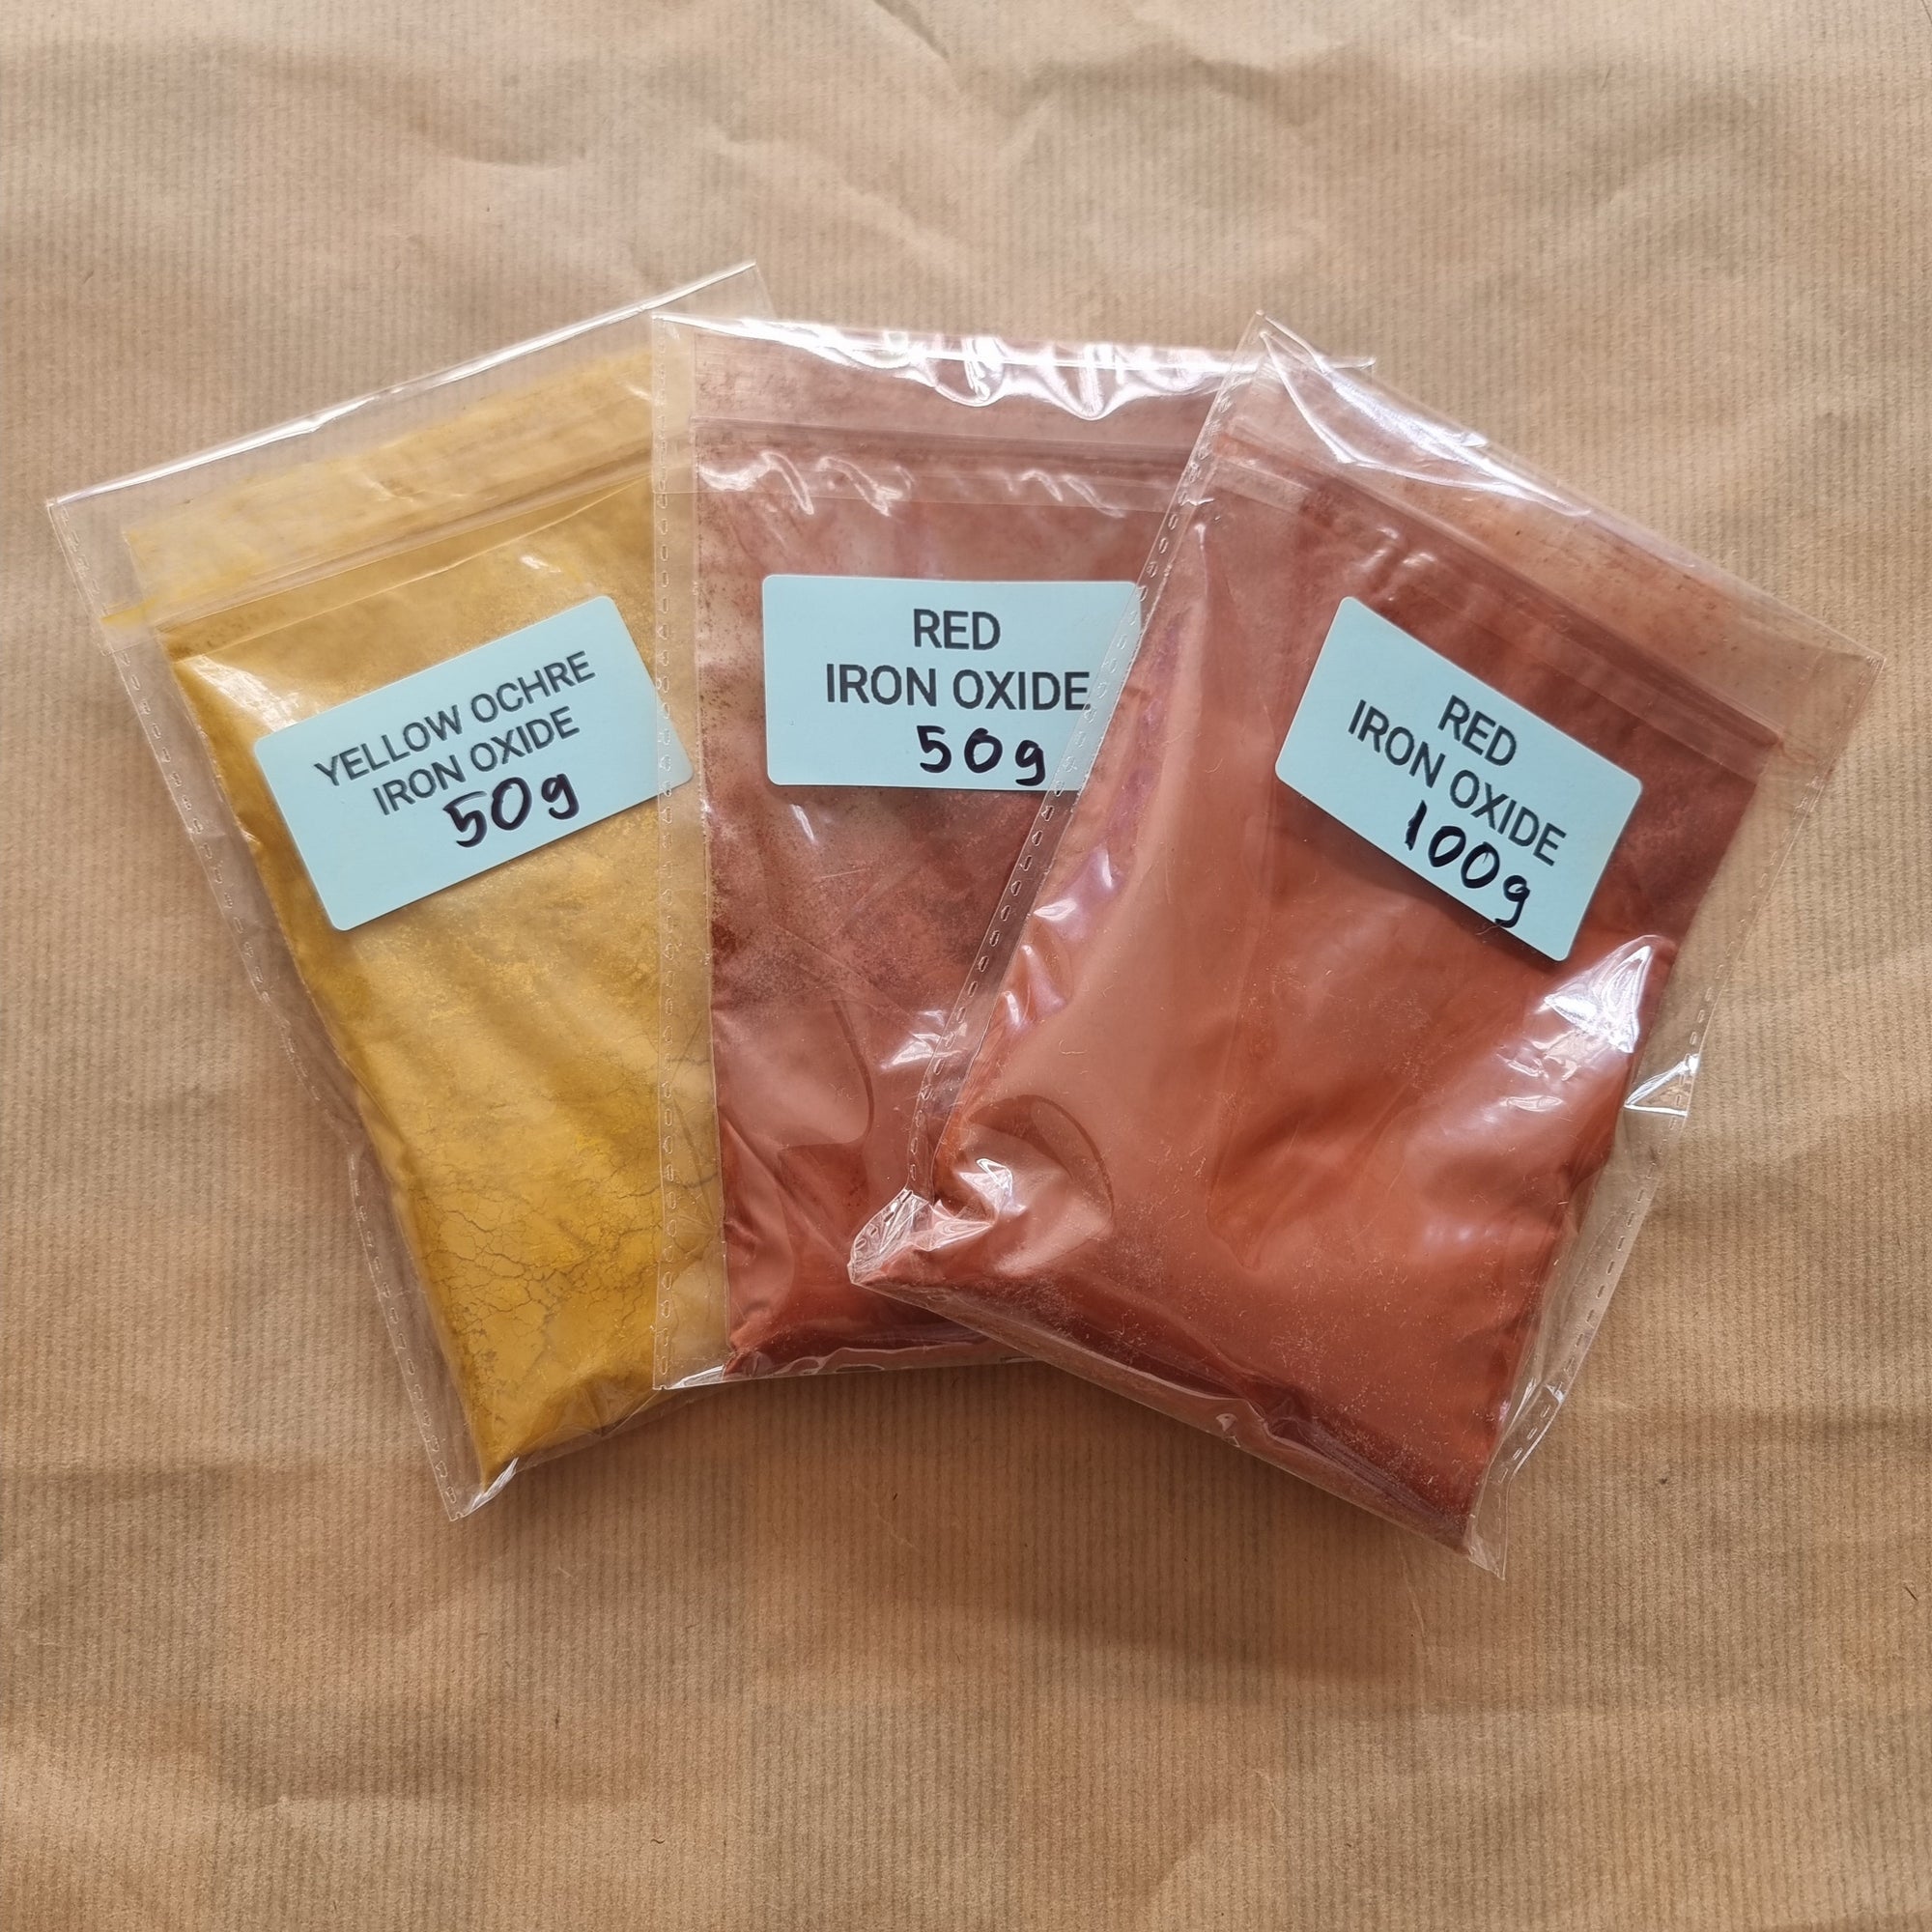 YELLOW OCHRE
IRON OXIDE
50g
RED
IRON OXIDE
50g
RED
IRON OXIDE
100g